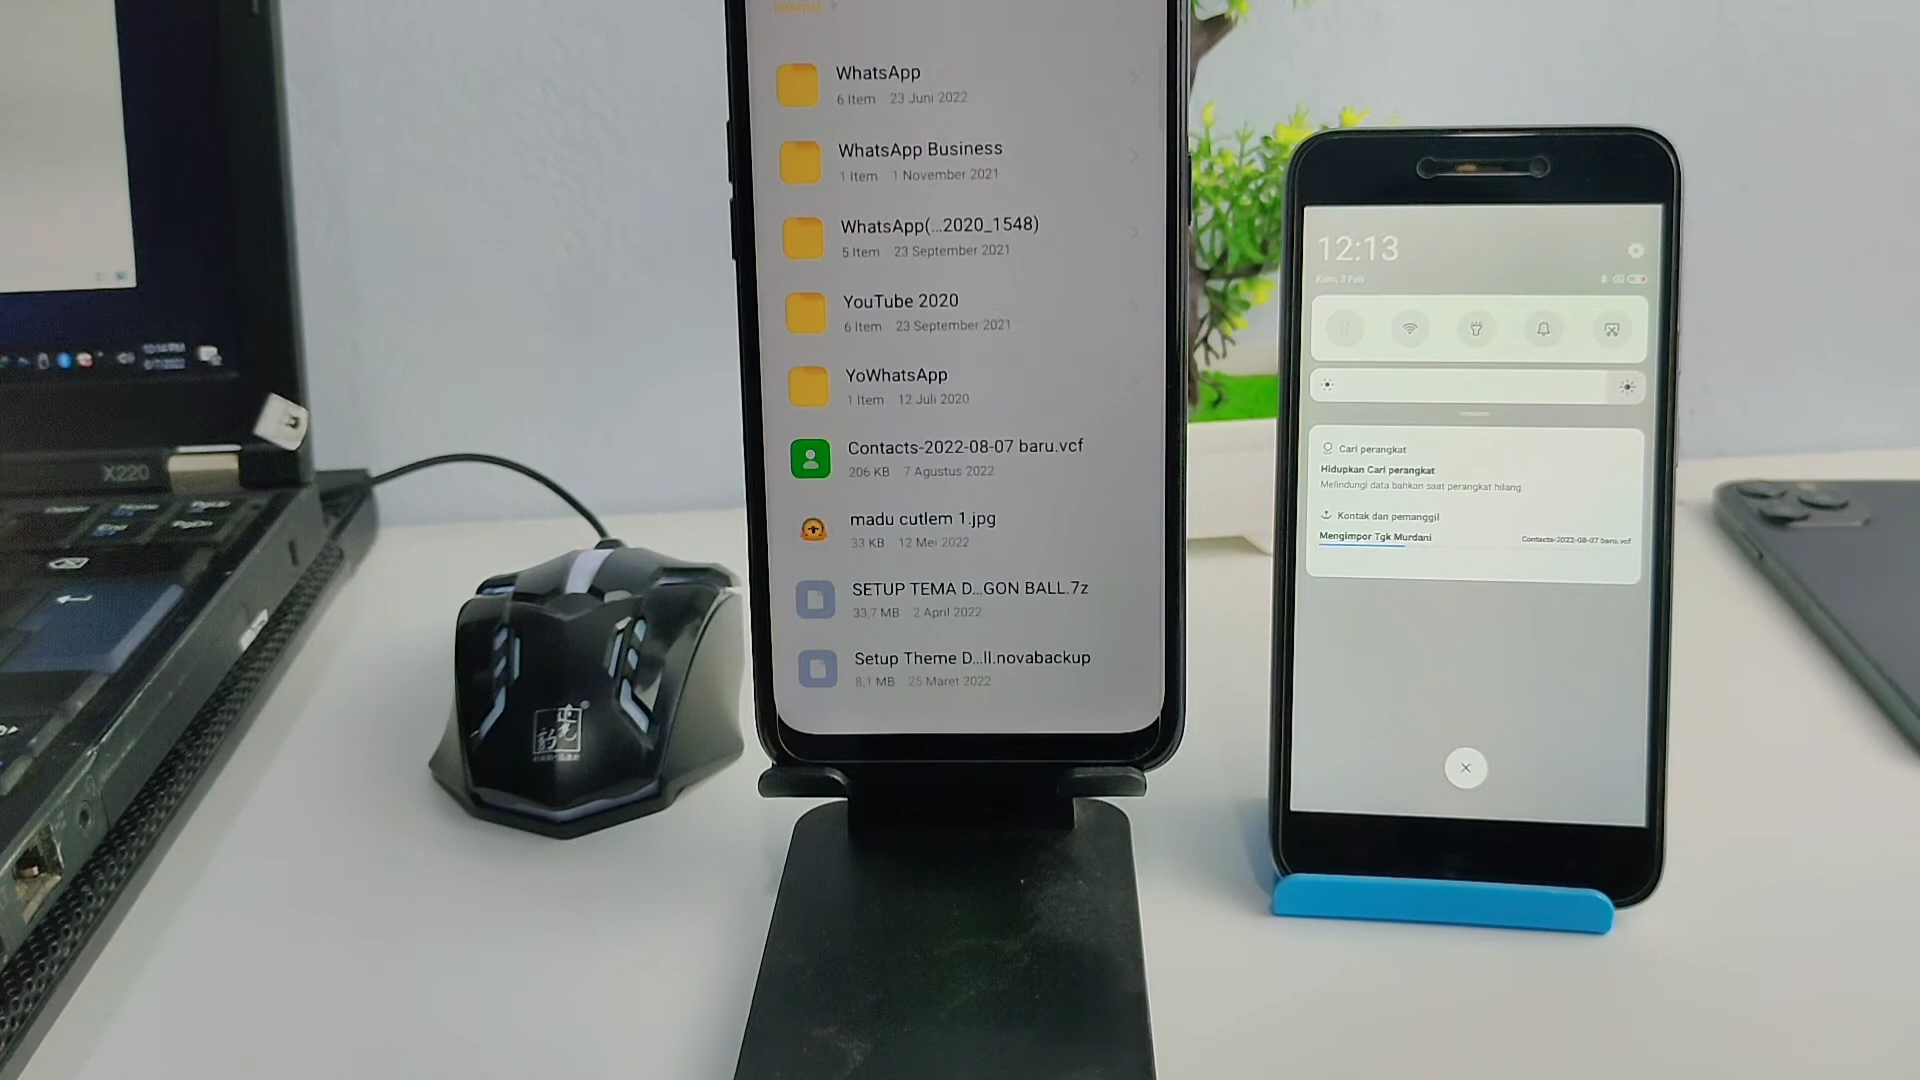 X220
Internal
WhatsApp
6 Item 23 Juni 2022
WhatsApp Business
1 Item 1 November 2021
WhatsApp(...2020_1548)
5 Item 23 September 2021
YouTube 2020
6 Item 23 September 2021
YoWhatsApp
1 Item 12 Juli 2020
Contacts-2022-08-07 baru.vcf
206 KB 7 Agustus 2022
madu cutlem 1.jpg
33 KB 12 Mei 2022
SETUP TEMA D...GON BALL.7z
33,7 MB 2 April 2022
Setup Theme D...ll.novabackup
8,1 MB 25 Maret 2022
12:13
Kam, 3 Feb
Cari perangkat
Hidupkan Cari perangkat
Melindungi data bahkan saat perangkat hilang
Kontak dan pemanggil
Mengimpor Tgk Murdani
Contacts-2022-08-07 baru.vcf